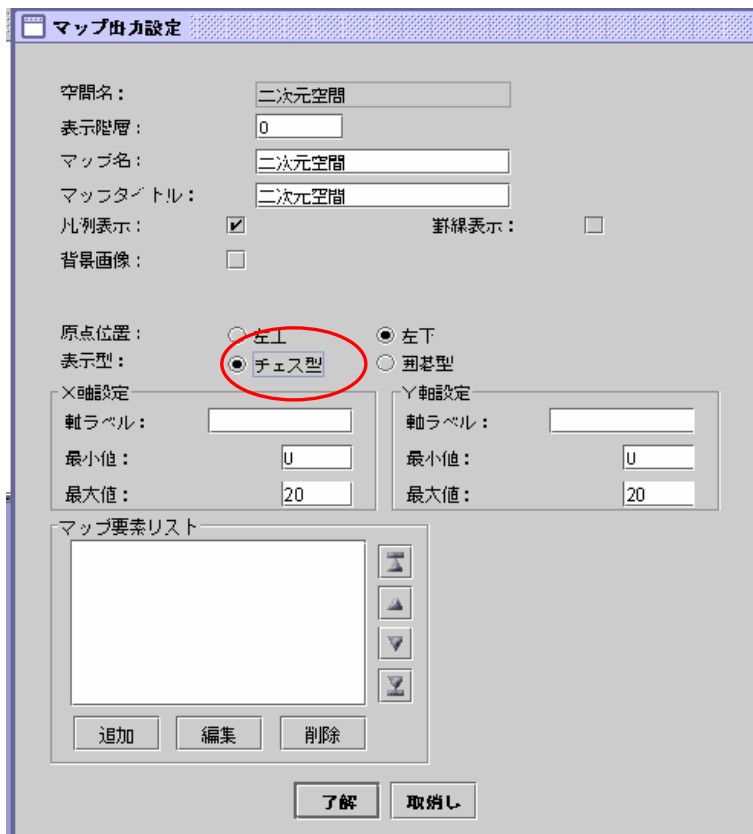 マップ出力設定
空間名： 二次元空間
表示階層： 0
マップ名： 二次元空間
マップタイトル： 二次元空間
凡例表示： 罫線表示：
背景画像：
原点位置： 左上 左下
表示型： チェス型 囲碁型
X軸設定 Y軸設定
軸ラベル： 軸ラベル：
最小値： 0 最小値： 0
最大値： 20 最大値： 20
マップ要素リスト
追加 編集 削除
了解 取消し